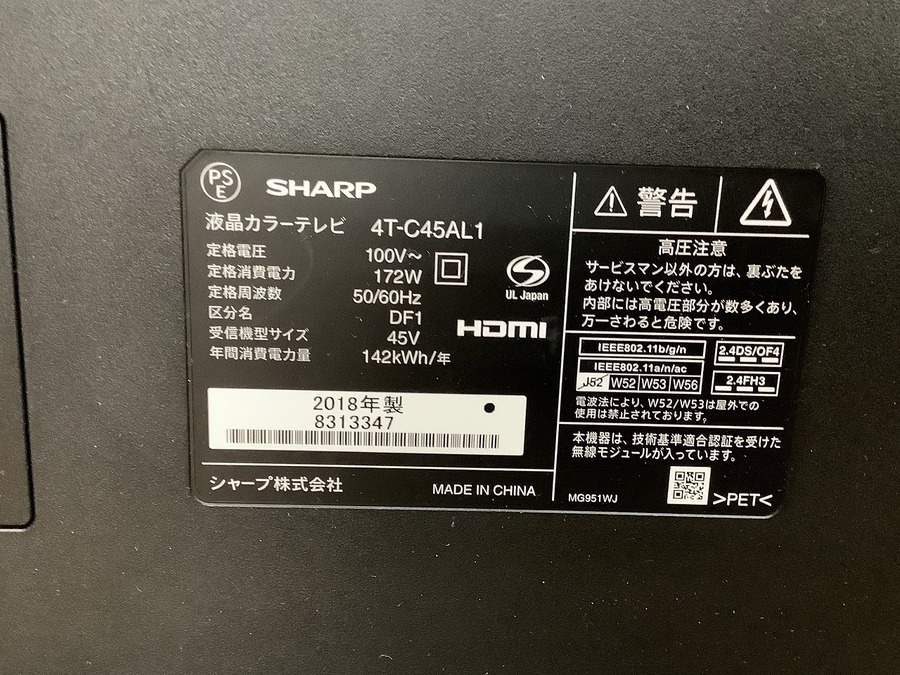 PS
E
SHARP
液晶カラーテレビ 4T-C45AL1
定格電圧 100V〜
定格消費電力 172W
定格周波数 50/60Hz
区分名 DF1
受信機型サイズ 45V
年間消費電力量 142kWh/年
S
UL Japan
HDMI
2018年製
8313347
シャープ株式会社
MADE IN CHINA
警告
高圧注意
サービスマン以外の方は、裏ぶたを
あけないでください。
内部には高電圧部分が数多くあり、
万一さわると危険です。
IEEE802.11b/g/n
IEEE802.11a/n/ac
J52 W52 W53 W56
2.4DS/OF4
2.4FH3
電波法により、W52/W53は屋外での
使用は禁止されております。
本機器は、技術基準適合認証を受けた
無線モジュールが入っています。
MG951WJ
>PET<